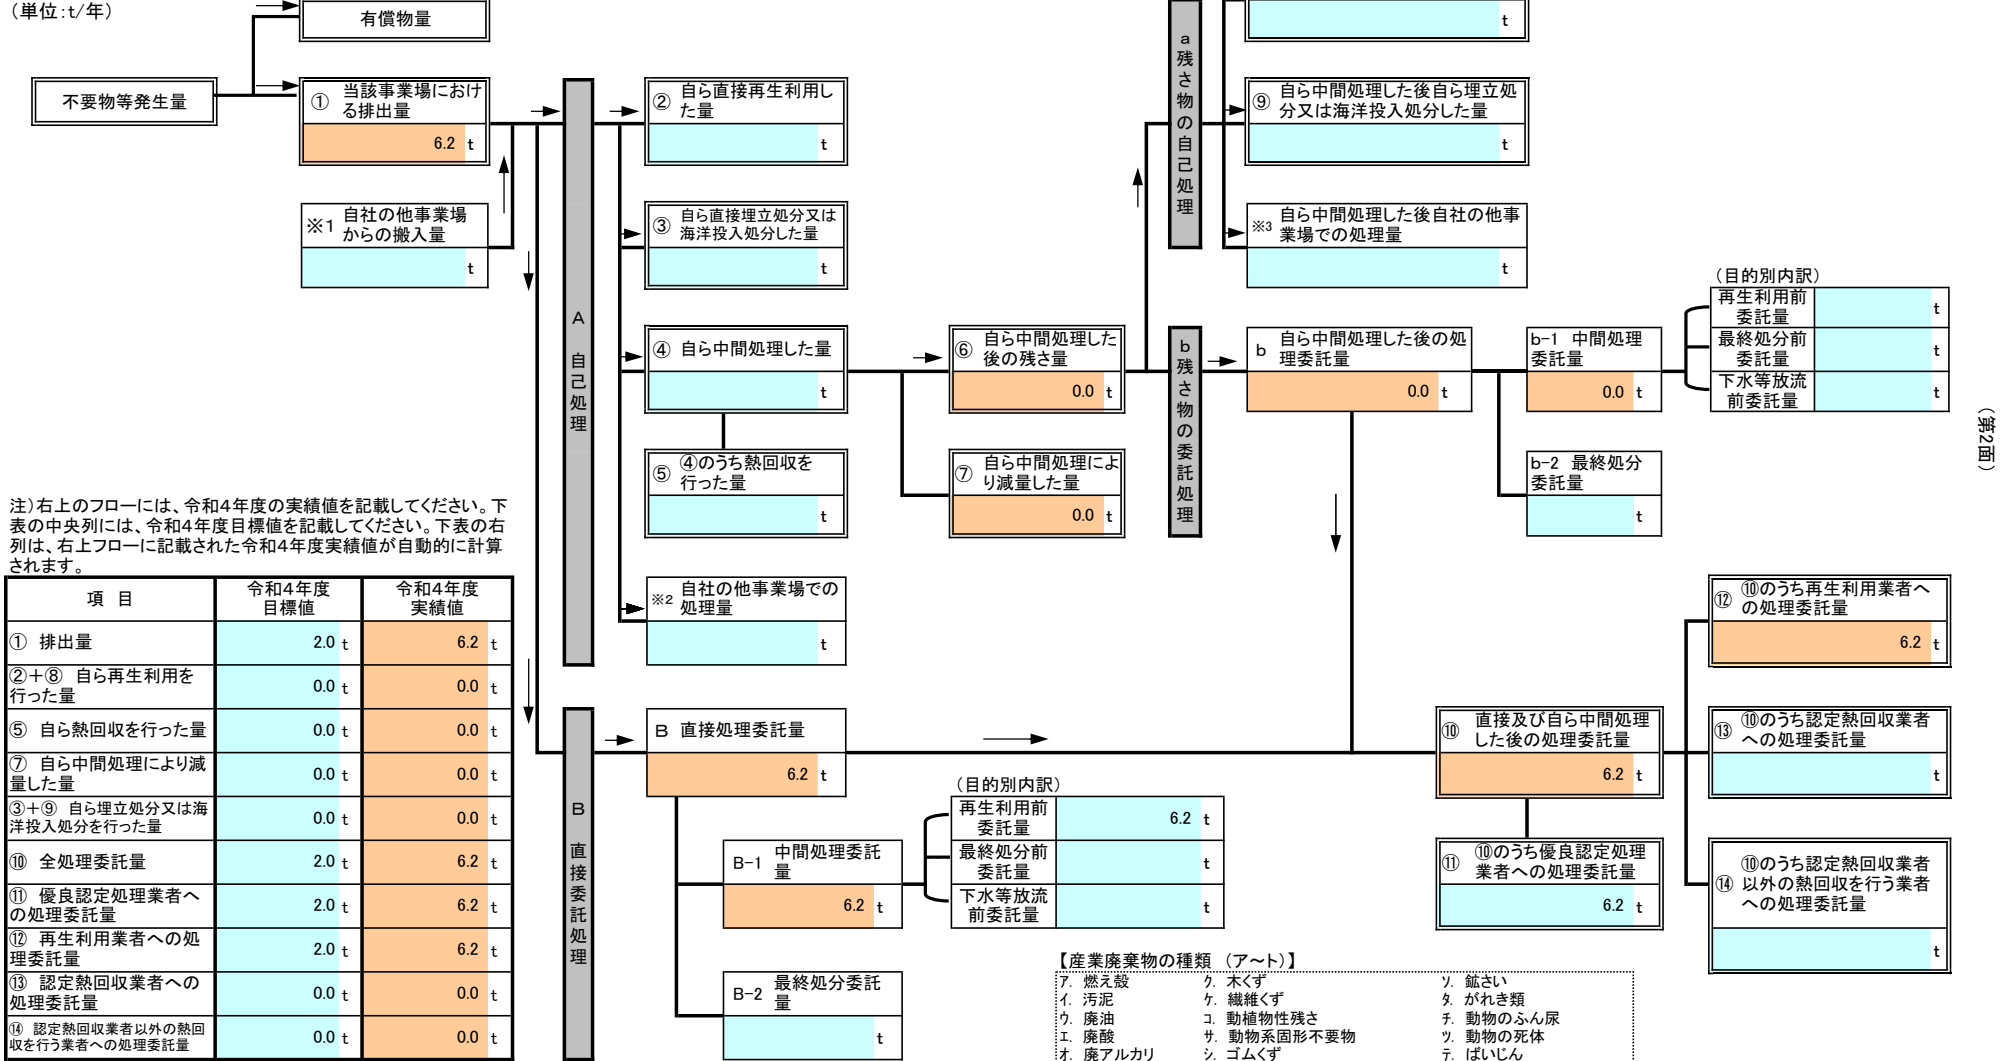 （単位：t/年）
有償物量
不要物等発生量
① 当該事業場におけ
る排出量
6.2 t
※1 自社の他事業場
からの搬入量
t
A 自己処理
② 自ら直接再生利用し
た量
t
③ 自ら直接埋立処分又は
海洋投入処分した量
t
④ 自ら中間処理した量
t
⑤ ④のうち熱回収を
行った量
t
※2 自社の他事業場での
処理量
t
⑥ 自ら中間処理した
後の残さ量
0.0 t
⑦ 自ら中間処理によ
り減量した量
0.0 t
a残さ物の自己処理
t
⑨ 自ら中間処理した後自ら埋立処
分又は海洋投入処分した量
t
※3 自ら中間処理した後自社の他事
業場での処理量
t
b残さ物の委託処理
b 自ら中間処理した後の処
理委託量
0.0 t
b-1 中間処理
委託量
0.0 t
b-2 最終処分
委託量
t
（目的別内訳）
再生利用前
委託量 t
最終処分前
委託量 t
下水等放流
前委託量 t
（第2面）
注）右上のフローには、令和4年度の実績値を記載してください。下
表の中央列には、令和4年度目標値を記載してください。下表の右
列は、右上フローに記載された令和4年度実績値が自動的に計算
されます。
項 目 令和4年度
目標値 令和4年度
実績値
① 排出量 2.0 t 6.2 t
②＋⑧ 自ら再生利用を
行った量 0.0 t 0.0 t
⑤ 自ら熱回収を行った量 0.0 t 0.0 t
⑦ 自ら中間処理により減
量した量 0.0 t 0.0 t
③＋⑨ 自ら埋立処分又は海
洋投入処分を行った量 0.0 t 0.0 t
⑩ 全処理委託量 2.0 t 6.2 t
⑪ 優良認定処理業者へ
の処理委託量 2.0 t 6.2 t
⑫ 再生利用業者への処
理委託量 2.0 t 6.2 t
⑬ 認定熱回収業者への
処理委託量 0.0 t 0.0 t
⑭ 認定熱回収業者以外の熱回
収を行う業者への処理委託量 0.0 t 0.0 t
B 直接委託処理
B 直接処理委託量
6.2 t
B-1 中間処理委託
量
6.2 t
B-2 最終処分委託
量
t
（目的別内訳）
再生利用前
委託量 6.2 t
最終処分前
委託量 t
下水等放流
前委託量 t
⑩ 直接及び自ら中間処理
した後の処理委託量
6.2 t
⑪ ⑩のうち優良認定処理
業者への処理委託量
6.2 t
⑫ ⑩のうち再生利用業者へ
の処理委託量
6.2 t
⑬ ⑩のうち認定熱回収業者
への処理委託量
t
⑭ ⑩のうち認定熱回収業者
以外の熱回収を行う業者
への処理委託量
t
【産業廃棄物の種類 （ア～ト）】
ア. 燃え殻 ク. 木くず ソ. 鉱さい
イ. 汚泥 ケ. 繊維くず タ. がれき類
ウ. 廃油 コ. 動植物性残さ チ. 動物のふん尿
エ. 廃酸 サ. 動物系固形不要物 ツ. 動物の死体
オ. 廃アルカリ シ. ゴムくず テ. ばいじん